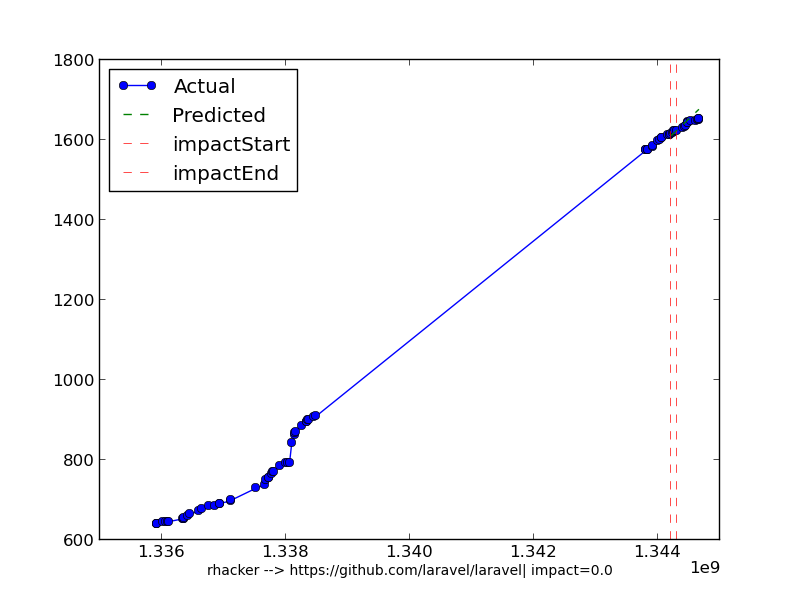 1800
1600
1400
1200
1000
800
600
Actual
Predicted
impactStart
impactEnd
1.336 1.338 1.340 1.342 1.344
1e9
rhacker --> https://github.com/laravel/laravel| impact=0.0